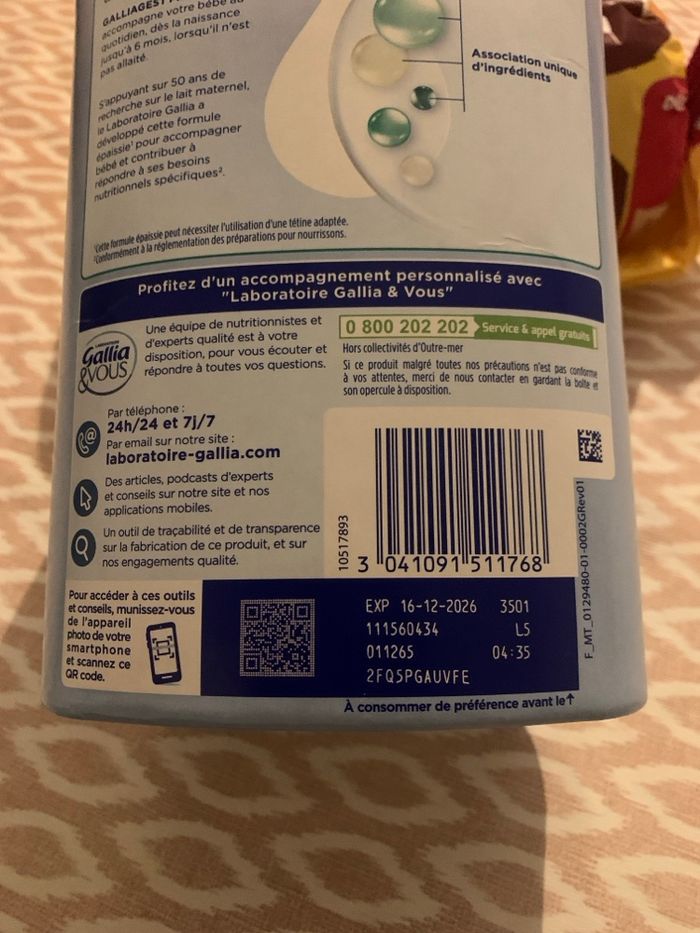 GALLIAGEST
accompagne votre bébé au
quotidien, dès la naissance
jusqu'à 6 mois, lorsqu'il n'est
pas allaité.
S'appuyant sur 50 ans de
recherche sur le lait maternel,
le Laboratoire Gallia a
développé cette formule
épaissie¹ pour accompagner
bébé et contribuer à
répondre à ses besoins
nutritionnels spécifiques².
Association unique
d'ingrédients
¹Cette formule épaissie peut nécessiter l'utilisation d'une tétine adaptée.
²Conformément à la réglementation des préparations pour nourrissons.
Profitez d'un accompagnement personnalisé avec
"Laboratoire Gallia & Vous"
LABORATOIRE
Gallia
&VOUS
Une équipe de nutritionnistes et
d'experts qualité est à votre
disposition, pour vous écouter et
répondre à toutes vos questions.
0 800 202 202 Service & appel gratuits
Hors collectivités d'Outre-mer
Si ce produit malgré toutes nos précautions n'est pas conforme
à vos attentes, merci de nous contacter en gardant la boîte et
son opercule à disposition.
Par téléphone :
24h/24 et 7j/7
Par email sur notre site :
laboratoire-gallia.com
Des articles, podcasts d'experts
et conseils sur notre site et nos
applications mobiles.
Un outil de traçabilité et de transparence
sur la fabrication de ce produit, et sur
nos engagements qualité.
10517893
3 041091 511768
F_MT_0129480-01-0002GRev01
Pour accéder à ces outils
et conseils, munissez-vous
de l'appareil
photo de votre
smartphone
et scannez ce
QR code.
EXP 16-12-2026 3501
111560434 L5
011265 04:35
2FQSPGAUVFE
À consommer de préférence avant le↑